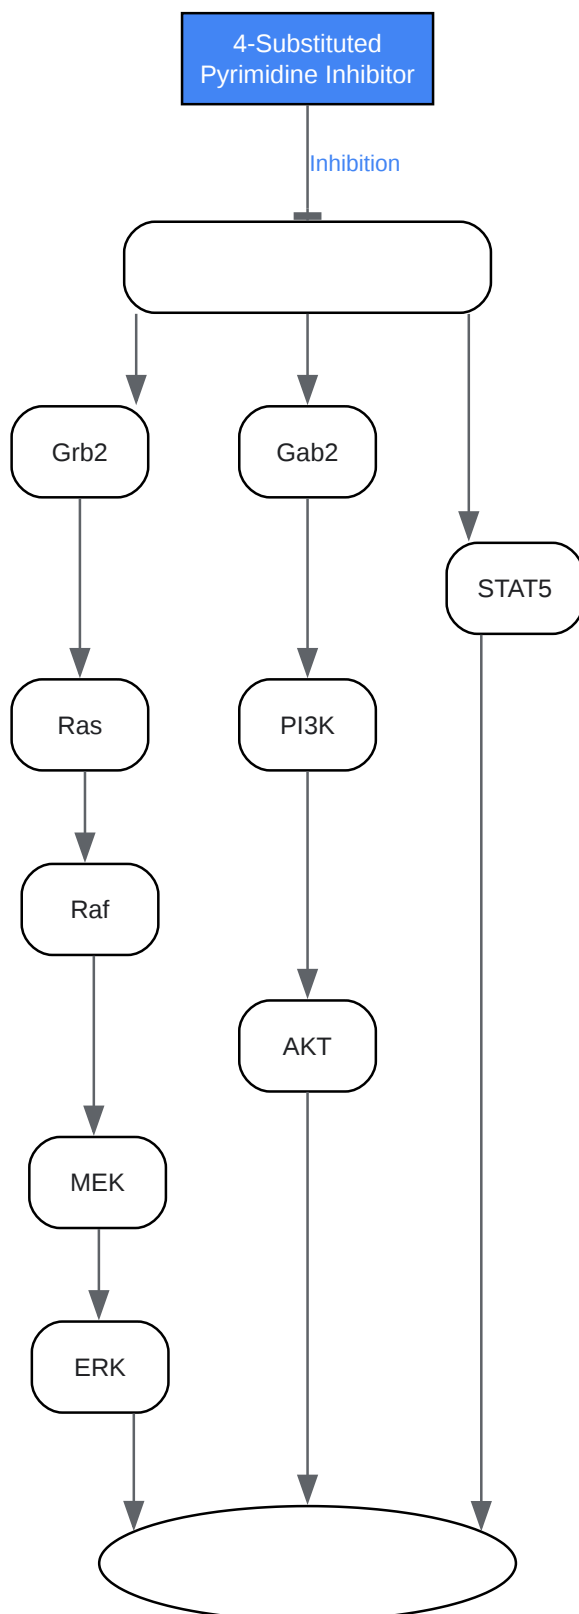 4-Substituted
Pyrimidine Inhibitor
Inhibition
Grb2
Gab2
STAT5
Ras
PI3K
Raf
AKT
MEK
ERK